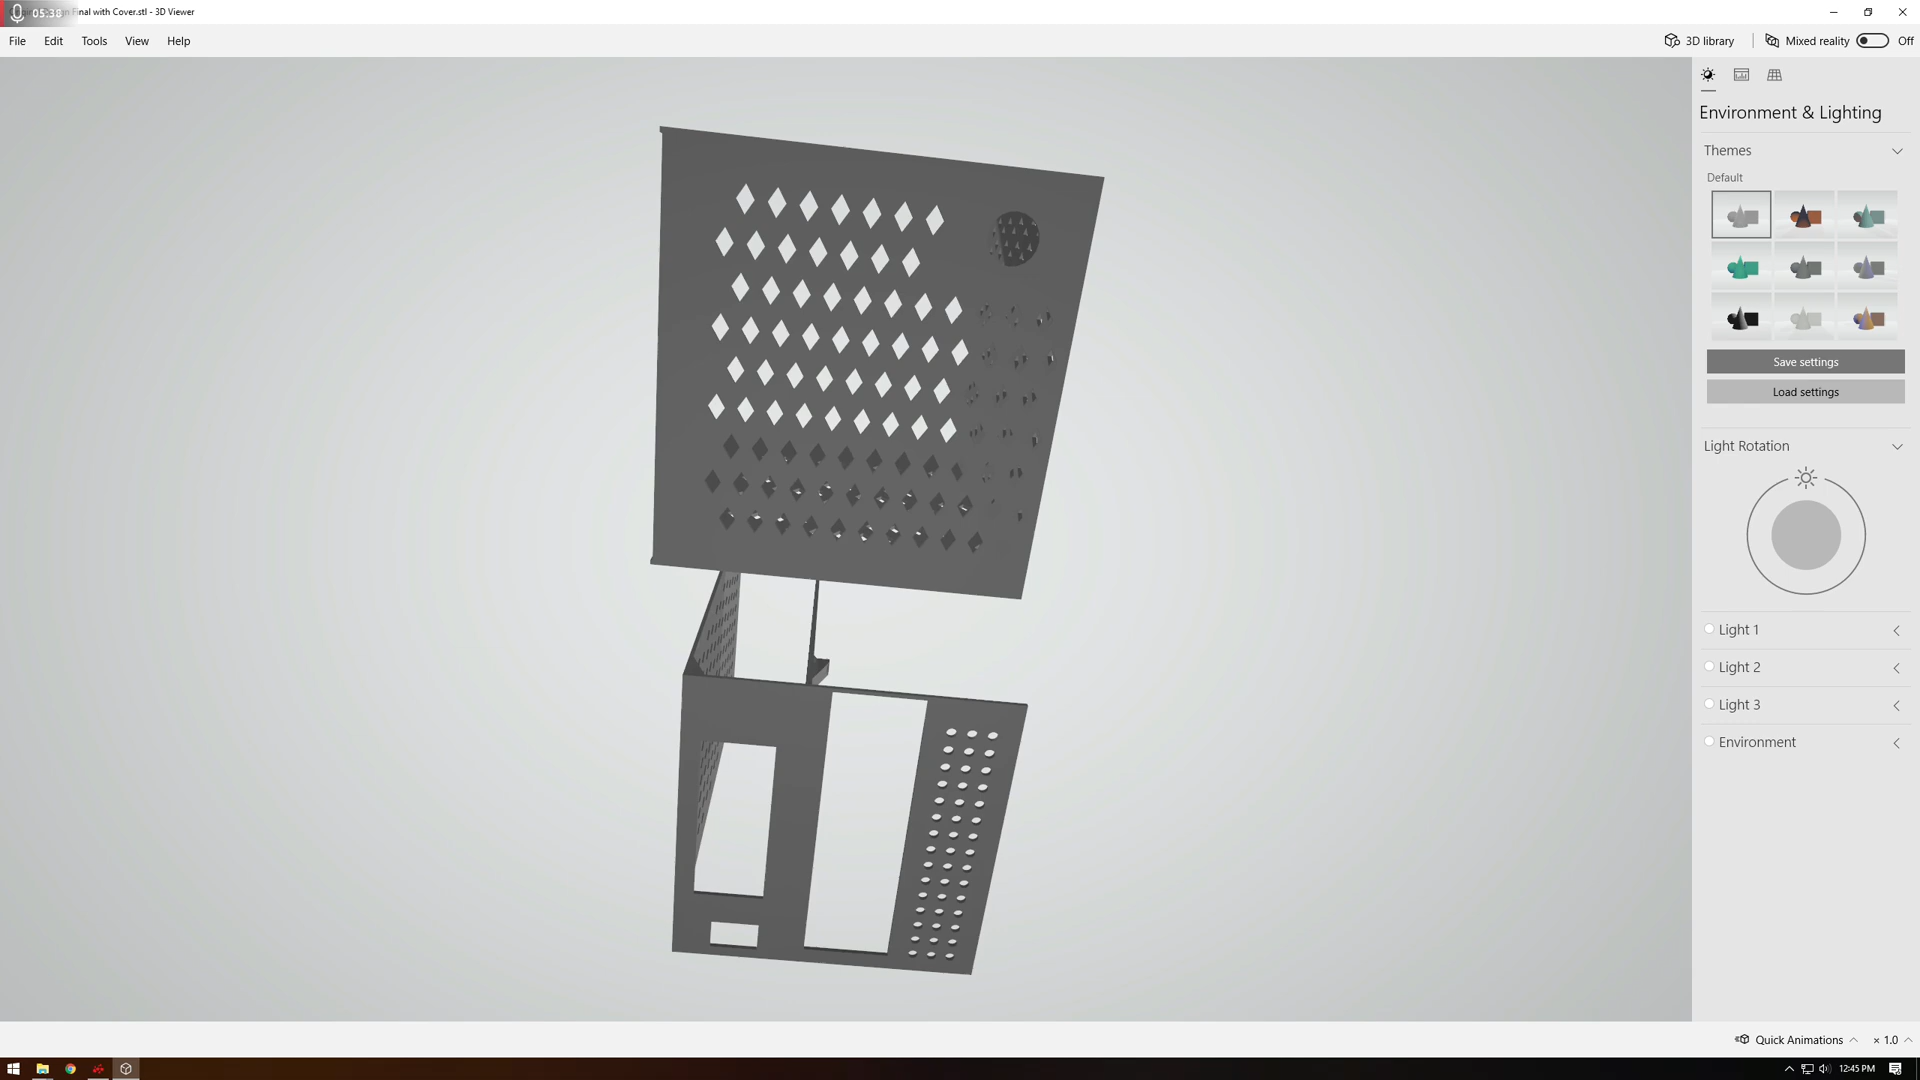 05:38
Final with Cover.stl - 3D Viewer
File Edit Tools View Help
3D library Mixed reality Off
Environment & Lighting
Themes
Default
Save settings
Load settings
Light Rotation
Light 1
Light 2
Light 3
Environment
Quick Animations × 1.0
12:45 PM